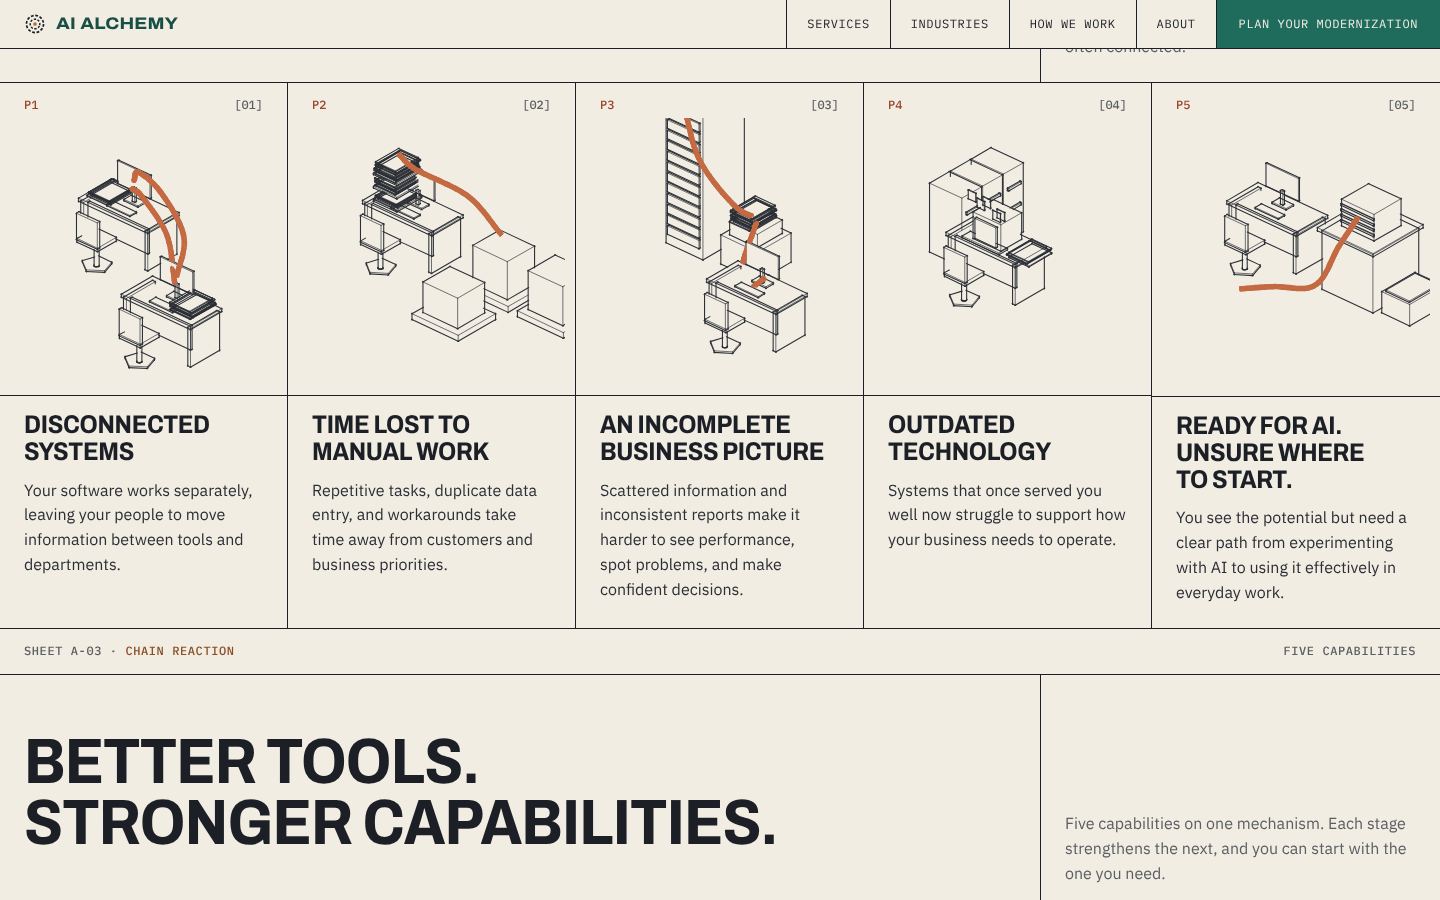 AI ALCHEMY
SERVICES
INDUSTRIES
HOW WE WORK
ABOUT
PLAN YOUR MODERNIZATION
often connected.
P1 [01]
DISCONNECTED
SYSTEMS
Your software works separately,
leaving your people to move
information between tools and
departments.
P2 [02]
TIME LOST TO
MANUAL WORK
Repetitive tasks, duplicate data
entry, and workarounds take
time away from customers and
business priorities.
P3 [03]
AN INCOMPLETE
BUSINESS PICTURE
Scattered information and
inconsistent reports make it
harder to see performance,
spot problems, and make
confident decisions.
P4 [04]
OUTDATED
TECHNOLOGY
Systems that once served you
well now struggle to support how
your business needs to operate.
P5 [05]
READY FOR AI.
UNSURE WHERE
TO START.
You see the potential but need a
clear path from experimenting
with AI to using it effectively in
everyday work.
SHEET A-03 · CHAIN REACTION
FIVE CAPABILITIES
BETTER TOOLS.
STRONGER CAPABILITIES.
Five capabilities on one mechanism. Each stage
strengthens the next, and you can start with the
one you need.